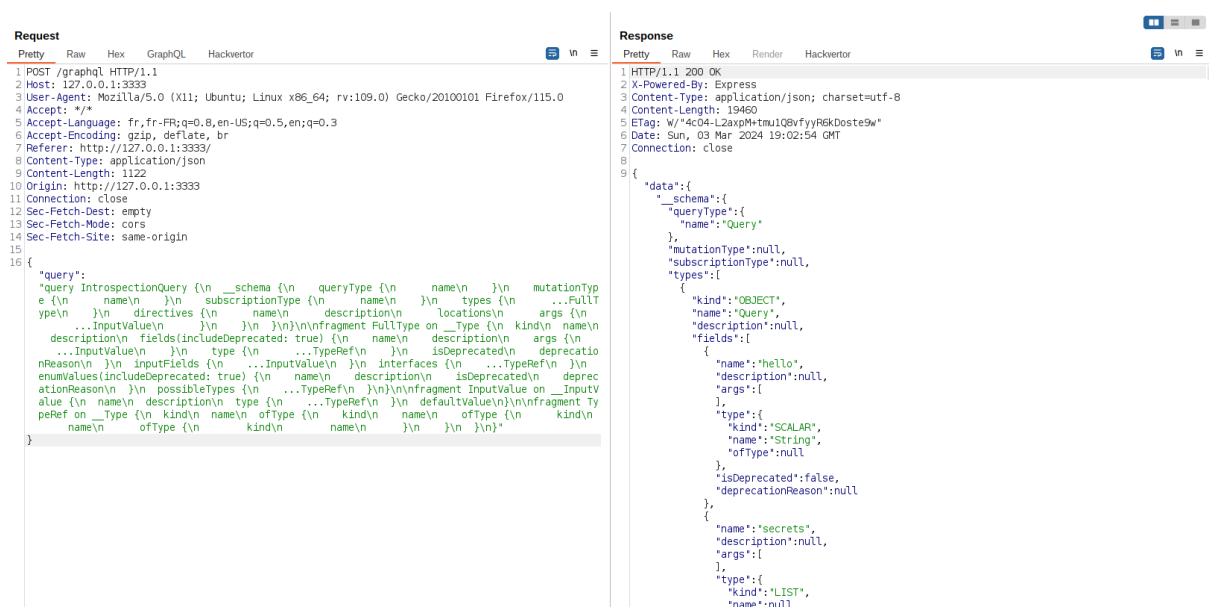 Request
Pretty Raw Hex GraphQL Hackvertor \n
1 POST /graphql HTTP/1.1
2 Host: 127.0.0.1:3333
3 User-Agent: Mozilla/5.0 (X11; Ubuntu; Linux x86_64; rv:109.0) Gecko/20100101 Firefox/115.0
4 Accept: */*
5 Accept-Language: fr,fr-FR;q=0.8,en-US;q=0.5,en;q=0.3
6 Accept-Encoding: gzip, deflate, br
7 Referer: http://127.0.0.1:3333/
8 Content-Type: application/json
9 Content-Length: 1122
10 Origin: http://127.0.0.1:3333
11 Connection: close
12 Sec-Fetch-Dest: empty
13 Sec-Fetch-Mode: cors
14 Sec-Fetch-Site: same-origin
15
16 {
"query":
"query IntrospectionQuery {\n  __schema {\n    queryType {\n      name\n    }\n    mutationTyp
e {\n      name\n    }\n    subscriptionType {\n      name\n    }\n    types {\n      ...FullT
ype\n    }\n    directives {\n      name\n      description\n      locations\n      args {\n
...InputValue\n      }\n    }\n  }\n}\n\nfragment FullType on __Type {\n  kind\n  name\n
description\n  fields(includeDeprecated: true) {\n    name\n    description\n    args {\n
...InputValue\n    }\n    type {\n      ...TypeRef\n    }\n    isDeprecated\n    deprecatio
nReason\n  }\n  inputFields {\n    ...InputValue\n  }\n  interfaces {\n    ...TypeRef\n  }\n
enumValues(includeDeprecated: true) {\n    name\n    description\n    isDeprecated\n    deprec
ationReason\n  }\n  possibleTypes {\n    ...TypeRef\n  }\n}\n\nfragment InputValue on __InputV
alue {\n  name\n  description\n  type {\n    ...TypeRef\n  }\n  defaultValue\n}\n\nfragment Ty
peRef on __Type {\n  kind\n  name\n  ofType {\n    kind\n    name\n    ofType {\n      kind\n
name\n      ofType {\n        kind\n        name\n      }\n    }\n  }\n}"
}
Response
Pretty Raw Hex Render Hackvertor \n
1 HTTP/1.1 200 OK
2 X-Powered-By: Express
3 Content-Type: application/json; charset=utf-8
4 Content-Length: 19460
5 ETag: W/"4c04-L2axpM+tmu1Q8vfyyR6kDoste9w"
6 Date: Sun, 03 Mar 2024 19:02:54 GMT
7 Connection: close
8
9 {
"data":{
"__schema":{
"queryType":{
"name":"Query"
},
"mutationType":null,
"subscriptionType":null,
"types":[
{
"kind":"OBJECT",
"name":"Query",
"description":null,
"fields":[
{
"name":"hello",
"description":null,
"args":[
],
"type":{
"kind":"SCALAR",
"name":"String",
"ofType":null
},
"isDeprecated":false,
"deprecationReason":null
},
{
"name":"secrets",
"description":null,
"args":[
],
"type":{
"kind":"LIST",
"name":null